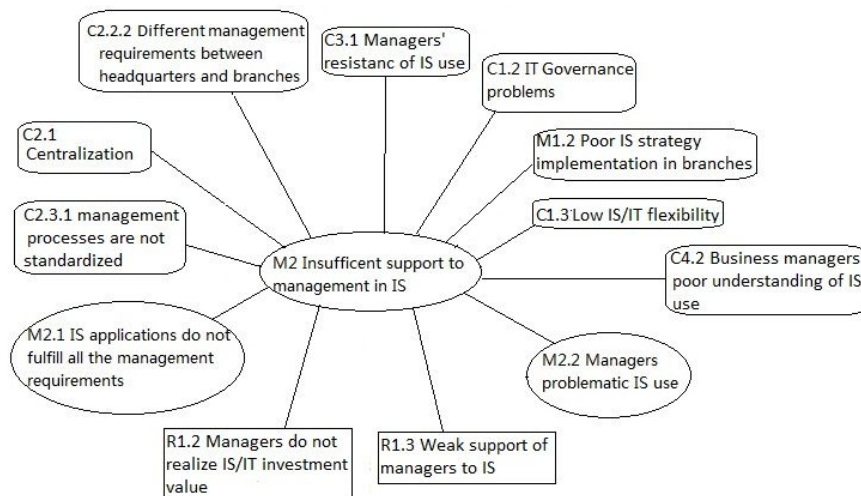 C2.2.2 Different management
requirements between
headquarters and branches
C3.1 Managers'
resistanc of IS use
C1.2 IT Governance
problems
C2.1
Centralization
M1.2 Poor IS strategy
implementation in branches
C2.3.1 management
processes are not
standardized
C1.3 Low IS/IT flexibility
M2 Insufficent support to
management in IS
C4.2 Business managers
poor understanding of IS
use
M2.1 IS applications do not
fulfill all the management
requirements
M2.2 Managers
problematic IS use
R1.2 Managers do not
realize IS/IT investment
value
R1.3 Weak support of
managers to IS